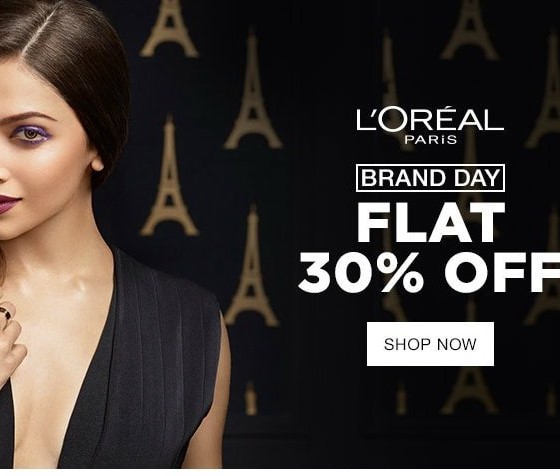 L'ORÉAL
PARiS
BRAND DAY
FLAT
30% OFF
SHOP NOW